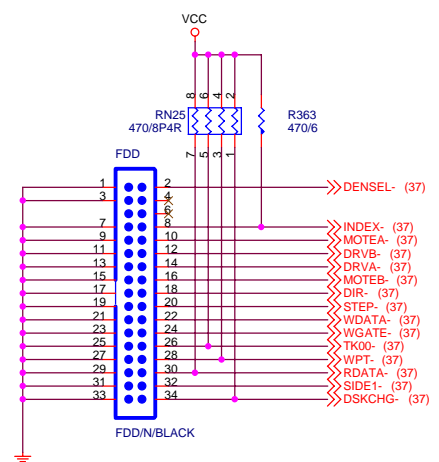 VCC
8 6 4 2
RN25
470/8P4R
R363
470/6
7 5 3 1
FDD
1 2 DENSEL- (37)
3 4
6
7 8 INDEX- (37)
9 10 MOTEA- (37)
11 12 DRVB- (37)
13 14 DRVA- (37)
15 16 MOTEB- (37)
17 18 DIR- (37)
19 20 STEP- (37)
21 22 WDATA- (37)
23 24 WGATE- (37)
25 26 TK00- (37)
27 28 WPT- (37)
29 30 RDATA- (37)
31 32 SIDE1- (37)
33 34 DSKCHG- (37)
FDD/N/BLACK